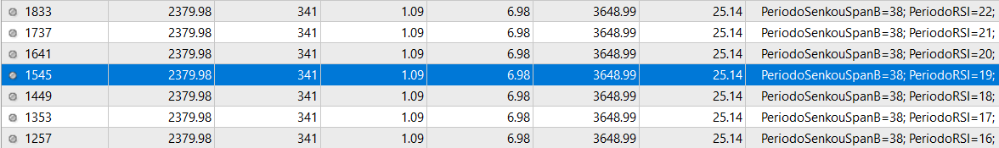 1833 2379.98 341 1.09 6.98 3648.99 25.14 PeriodoSenkouSpanB=38; PeriodoRSI=22;
1737 2379.98 341 1.09 6.98 3648.99 25.14 PeriodoSenkouSpanB=38; PeriodoRSI=21;
1641 2379.98 341 1.09 6.98 3648.99 25.14 PeriodoSenkouSpanB=38; PeriodoRSI=20;
1545 2379.98 341 1.09 6.98 3648.99 25.14 PeriodoSenkouSpanB=38; PeriodoRSI=19;
1449 2379.98 341 1.09 6.98 3648.99 25.14 PeriodoSenkouSpanB=38; PeriodoRSI=18;
1353 2379.98 341 1.09 6.98 3648.99 25.14 PeriodoSenkouSpanB=38; PeriodoRSI=17;
1257 2379.98 341 1.09 6.98 3648.99 25.14 PeriodoSenkouSpanB=38; PeriodoRSI=16;